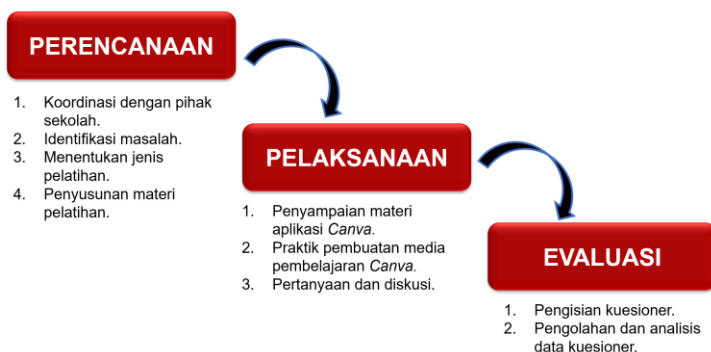 PERENCANAAN
1. Koordinasi dengan pihak
sekolah.
2. Identifikasi masalah.
3. Menentukan jenis
pelatihan.
4. Penyusunan materi
pelatihan.
PELAKSANAAN
1. Penyampaian materi
aplikasi Canva.
2. Praktik pembuatan media
pembelajaran Canva.
3. Pertanyaan dan diskusi.
EVALUASI
1. Pengisian kuesioner.
2. Pengolahan dan analisis
data kuesioner.